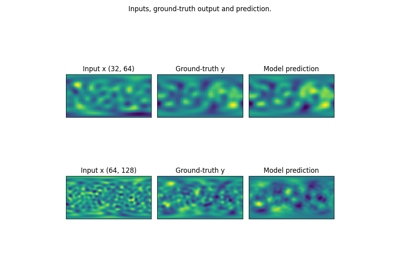 Inputs, ground-truth output and prediction.
Input x (32, 64) Ground-truth y Model prediction
Input x (64, 128) Ground-truth y Model prediction